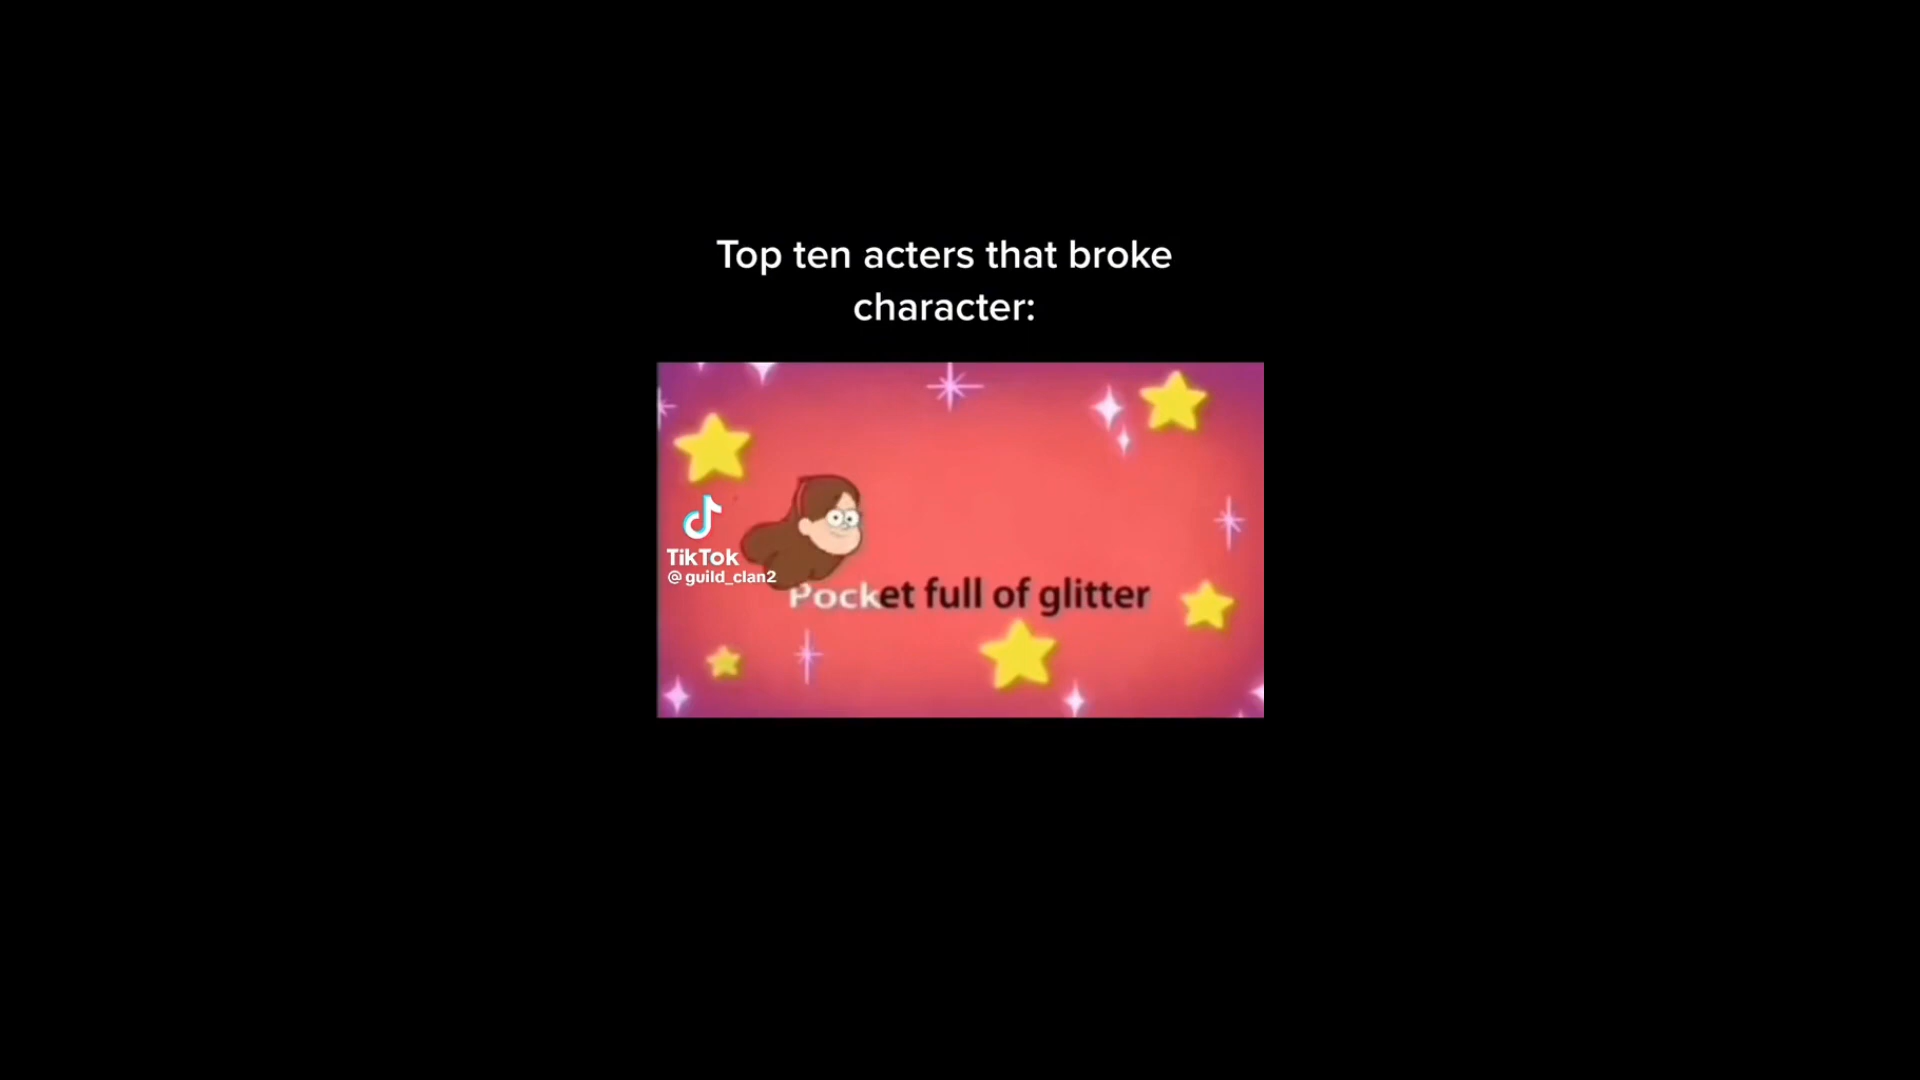 Top ten acters that broke
character:
TikTok
@guild_clan2
Pocket full of glitter